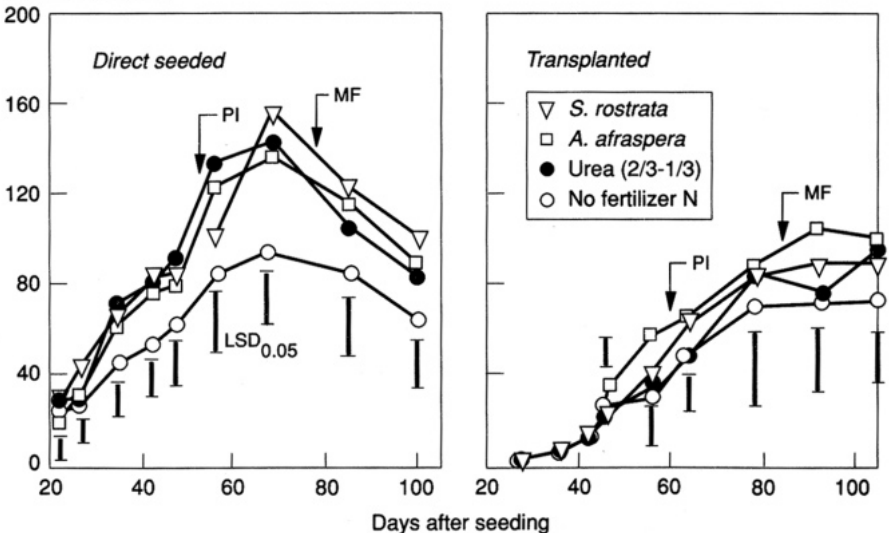 200
160
120
80
40
0
Direct seeded
PI
MF
LSD0.05
20
40
60
80
100
Transplanted
S. rostrata
A. afraspera
Urea (2/3-1/3)
No fertilizer N
MF
PI
20
40
60
80
100
Days after seeding